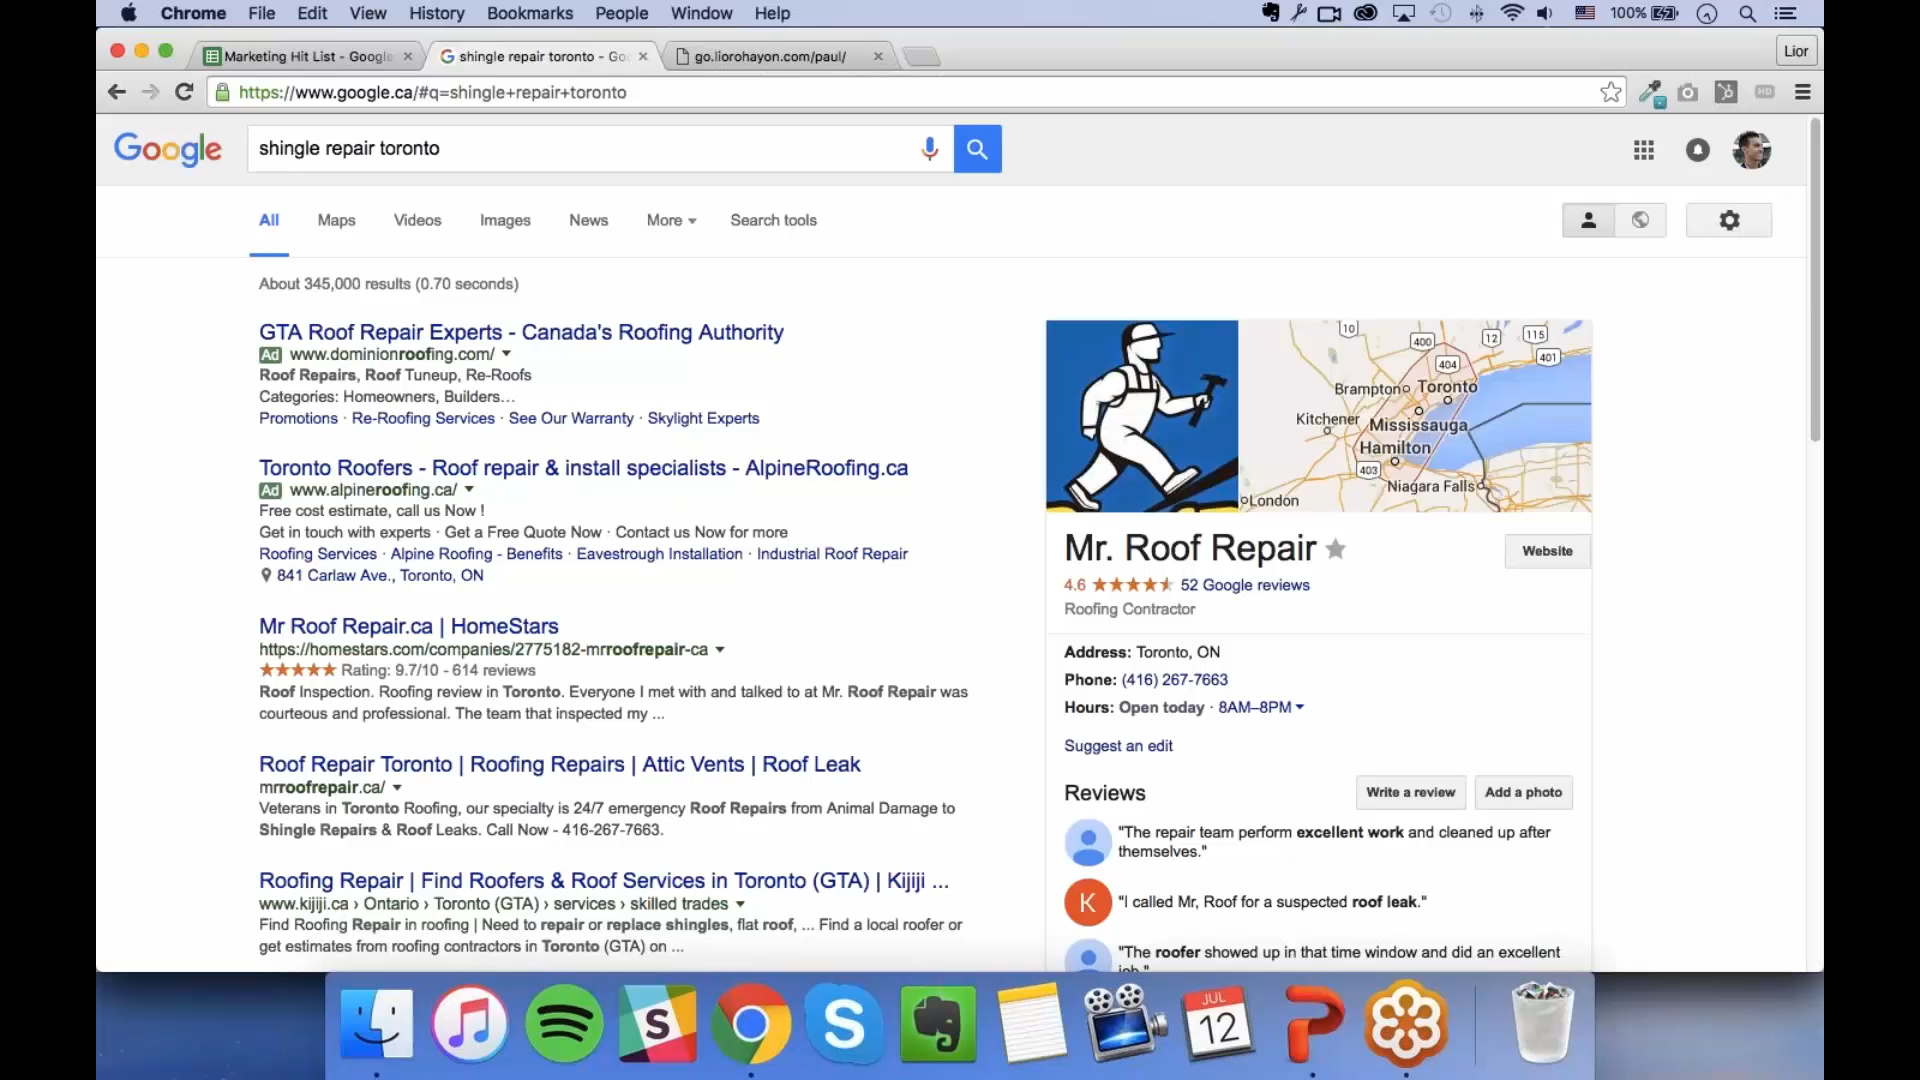 Chrome File Edit View History Bookmarks People Window Help
100%
Marketing Hit List - Google
shingle repair toronto - Go
go.liorohayon.com/paul/
Lior
https://www.google.ca/#q=shingle+repair+toronto
Google
shingle repair toronto
All Maps Videos Images News More Search tools
About 345,000 results (0.70 seconds)
GTA Roof Repair Experts - Canada's Roofing Authority
Ad www.dominionroofing.com/
Roof Repairs, Roof Tuneup, Re-Roofs
Categories: Homeowners, Builders…
Promotions · Re-Roofing Services · See Our Warranty · Skylight Experts
Toronto Roofers - Roof repair & install specialists - AlpineRoofing.ca
Ad www.alpineroofing.ca/
Free cost estimate, call us Now !
Get in touch with experts · Get a Free Quote Now · Contact us Now for more
Roofing Services · Alpine Roofing - Benefits · Eavestrough Installation · Industrial Roof Repair
841 Carlaw Ave., Toronto, ON
Mr Roof Repair.ca | HomeStars
https://homestars.com/companies/2775182-mrroofrepair-ca
Rating: 9.7/10 - 614 reviews
Roof Inspection. Roofing review in Toronto. Everyone I met with and talked to at Mr. Roof Repair was
courteous and professional. The team that inspected my ...
Roof Repair Toronto | Roofing Repairs | Attic Vents | Roof Leak
mrroofrepair.ca/
Veterans in Toronto Roofing, our specialty is 24/7 emergency Roof Repairs from Animal Damage to
Shingle Repairs & Roof Leaks. Call Now - 416-267-7663.
Roofing Repair | Find Roofers & Roof Services in Toronto (GTA) | Kijiji ...
www.kijiji.ca › Ontario › Toronto (GTA) › services › skilled trades
Find Roofing Repair in roofing | Need to repair or replace shingles, flat roof, ... Find a local roofer or
get estimates from roofing contractors in Toronto (GTA) on ...
10
400
12
115
404
401
Brampton
Toronto
Kitchener
Mississauga
Hamilton
403
Niagara Falls
London
Mr. Roof Repair
Website
4.6 52 Google reviews
Roofing Contractor
Address: Toronto, ON
Phone: (416) 267-7663
Hours: Open today · 8AM–8PM
Suggest an edit
Reviews
Write a review
Add a photo
"The repair team perform excellent work and cleaned up after
themselves."
K
"I called Mr, Roof for a suspected roof leak."
"The roofer showed up in that time window and did an excellent
job."
S
S
JUL
12
P